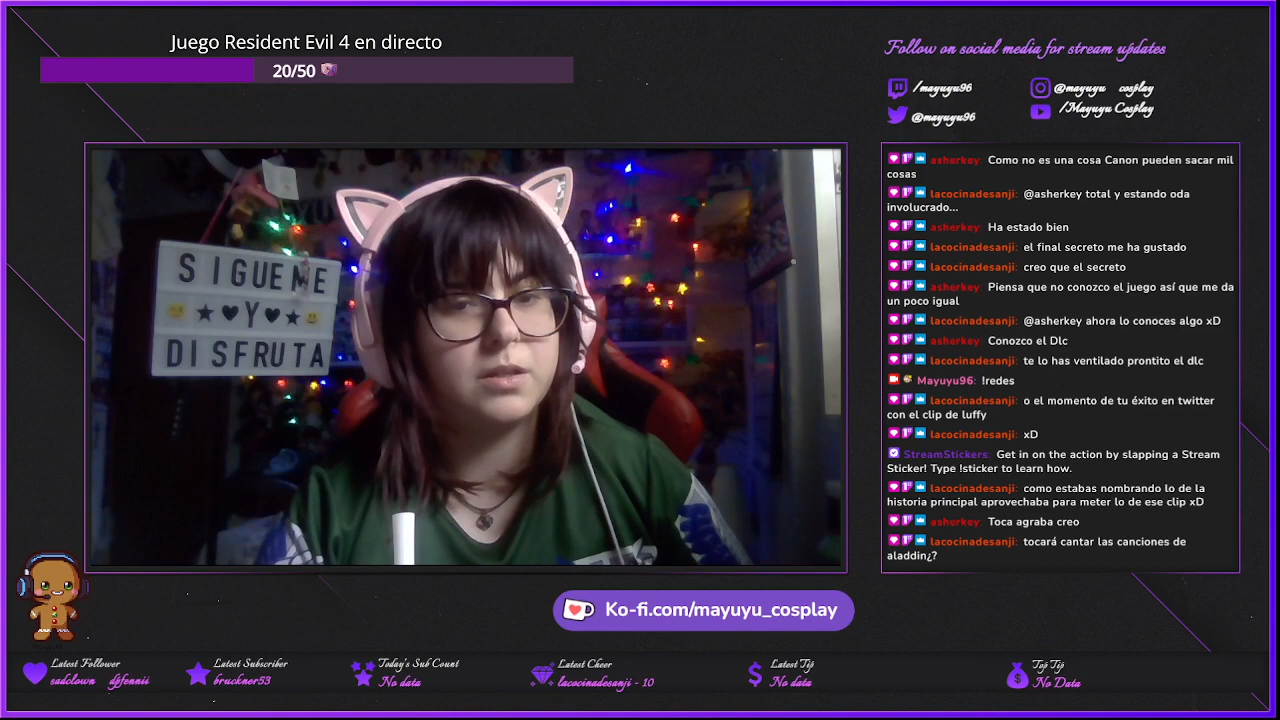 Juego Resident Evil 4 en directo
20/50
Follow on social media for stream updates
/mayuyu96
@mayuyu cosplay
@mayuyu96
/Mayuyu Cosplay
SIGUEME
Y
DISFRUTA
asherkey: Como no es una cosa Canon pueden sacar mil
cosas
lacocinadesanji: @asherkey total y estando oda
involucrado...
asherkey: Ha estado bien
lacocinadesanji: el final secreto me ha gustado
lacocinadesanji: creo que el secreto
asherkey: Piensa que no conozco el juego así que me da
un poco igual
lacocinadesanji: @asherkey ahora lo conoces algo xD
asherkey: Conozco el Dlc
lacocinadesanji: te lo has ventilado prontito el dlc
Mayuyu96: !redes
lacocinadesanji: o el momento de tu éxito en twitter
con el clip de luffy
lacocinadesanji: xD
StreamStickers: Get in on the action by slapping a Stream
Sticker! Type !sticker to learn how.
lacocinadesanji: como estabas nombrando lo de la
historia principal aprovechaba para meter lo de ese clip xD
asherkey: Toca agraba creo
lacocinadesanji: tocará cantar las canciones de
aladdin¿?
Ko-fi.com/mayuyu_cosplay
Latest Follower
sadclown dpfennii
Latest Subscriber
bruckner53
Today's Sub Count
No data
Latest Cheer
lacocinadesanji - 10
Latest Tip
No data
Top Tip
No Data